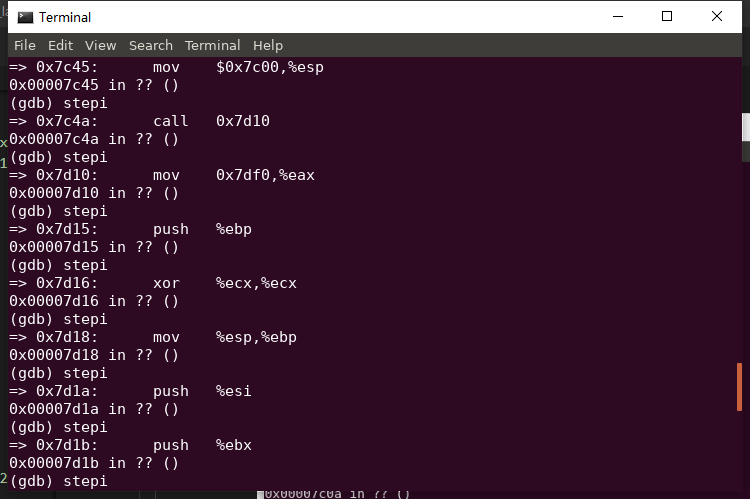 Terminal
File Edit View Search Terminal Help
=> 0x7c45:      mov    $0x7c00,%esp
0x00007c45 in ?? ()
(gdb) stepi
=> 0x7c4a:      call   0x7d10
0x00007c4a in ?? ()
(gdb) stepi
=> 0x7d10:      mov    0x7df0,%eax
0x00007d10 in ?? ()
(gdb) stepi
=> 0x7d15:      push   %ebp
0x00007d15 in ?? ()
(gdb) stepi
=> 0x7d16:      xor    %ecx,%ecx
0x00007d16 in ?? ()
(gdb) stepi
=> 0x7d18:      mov    %esp,%ebp
0x00007d18 in ?? ()
(gdb) stepi
=> 0x7d1a:      push   %esi
0x00007d1a in ?? ()
(gdb) stepi
=> 0x7d1b:      push   %ebx
0x00007d1b in ?? ()
(gdb) stepi
0x00007c0a in ?? ()